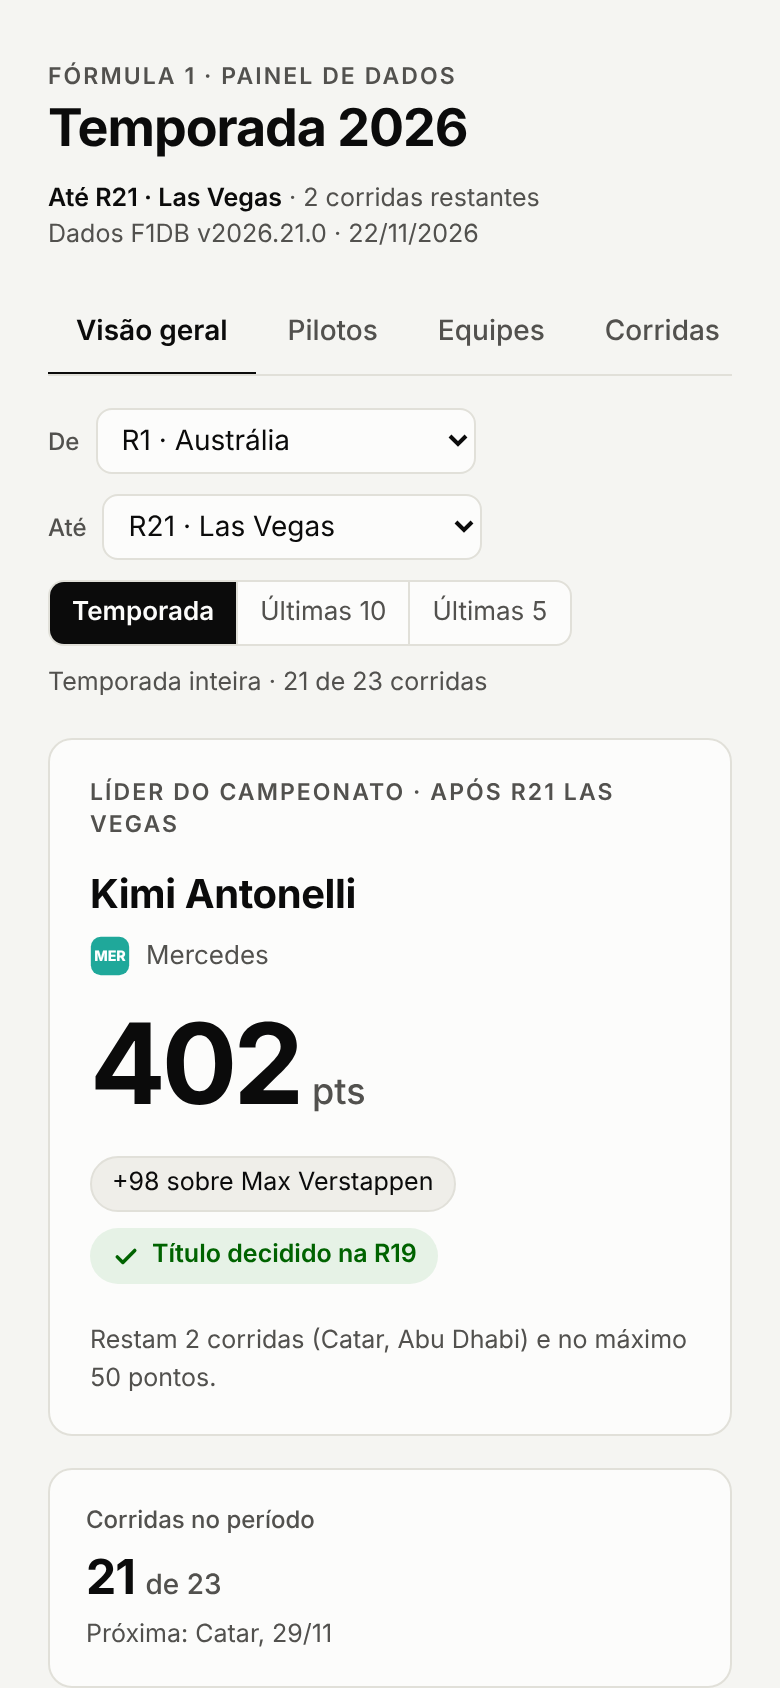 FÓRMULA 1 · PAINEL DE DADOS
Temporada 2026
Até R21 · Las Vegas · 2 corridas restantes
Dados F1DB v2026.21.0 · 22/11/2026
Visão geral Pilotos Equipes Corridas
De R1 · Austrália
Até R21 · Las Vegas
Temporada Últimas 10 Últimas 5
Temporada inteira · 21 de 23 corridas
LÍDER DO CAMPEONATO · APÓS R21 LAS
VEGAS
Kimi Antonelli
MER Mercedes
402 pts
+98 sobre Max Verstappen
Título decidido na R19
Restam 2 corridas (Catar, Abu Dhabi) e no máximo
50 pontos.
Corridas no período
21 de 23
Próxima: Catar, 29/11